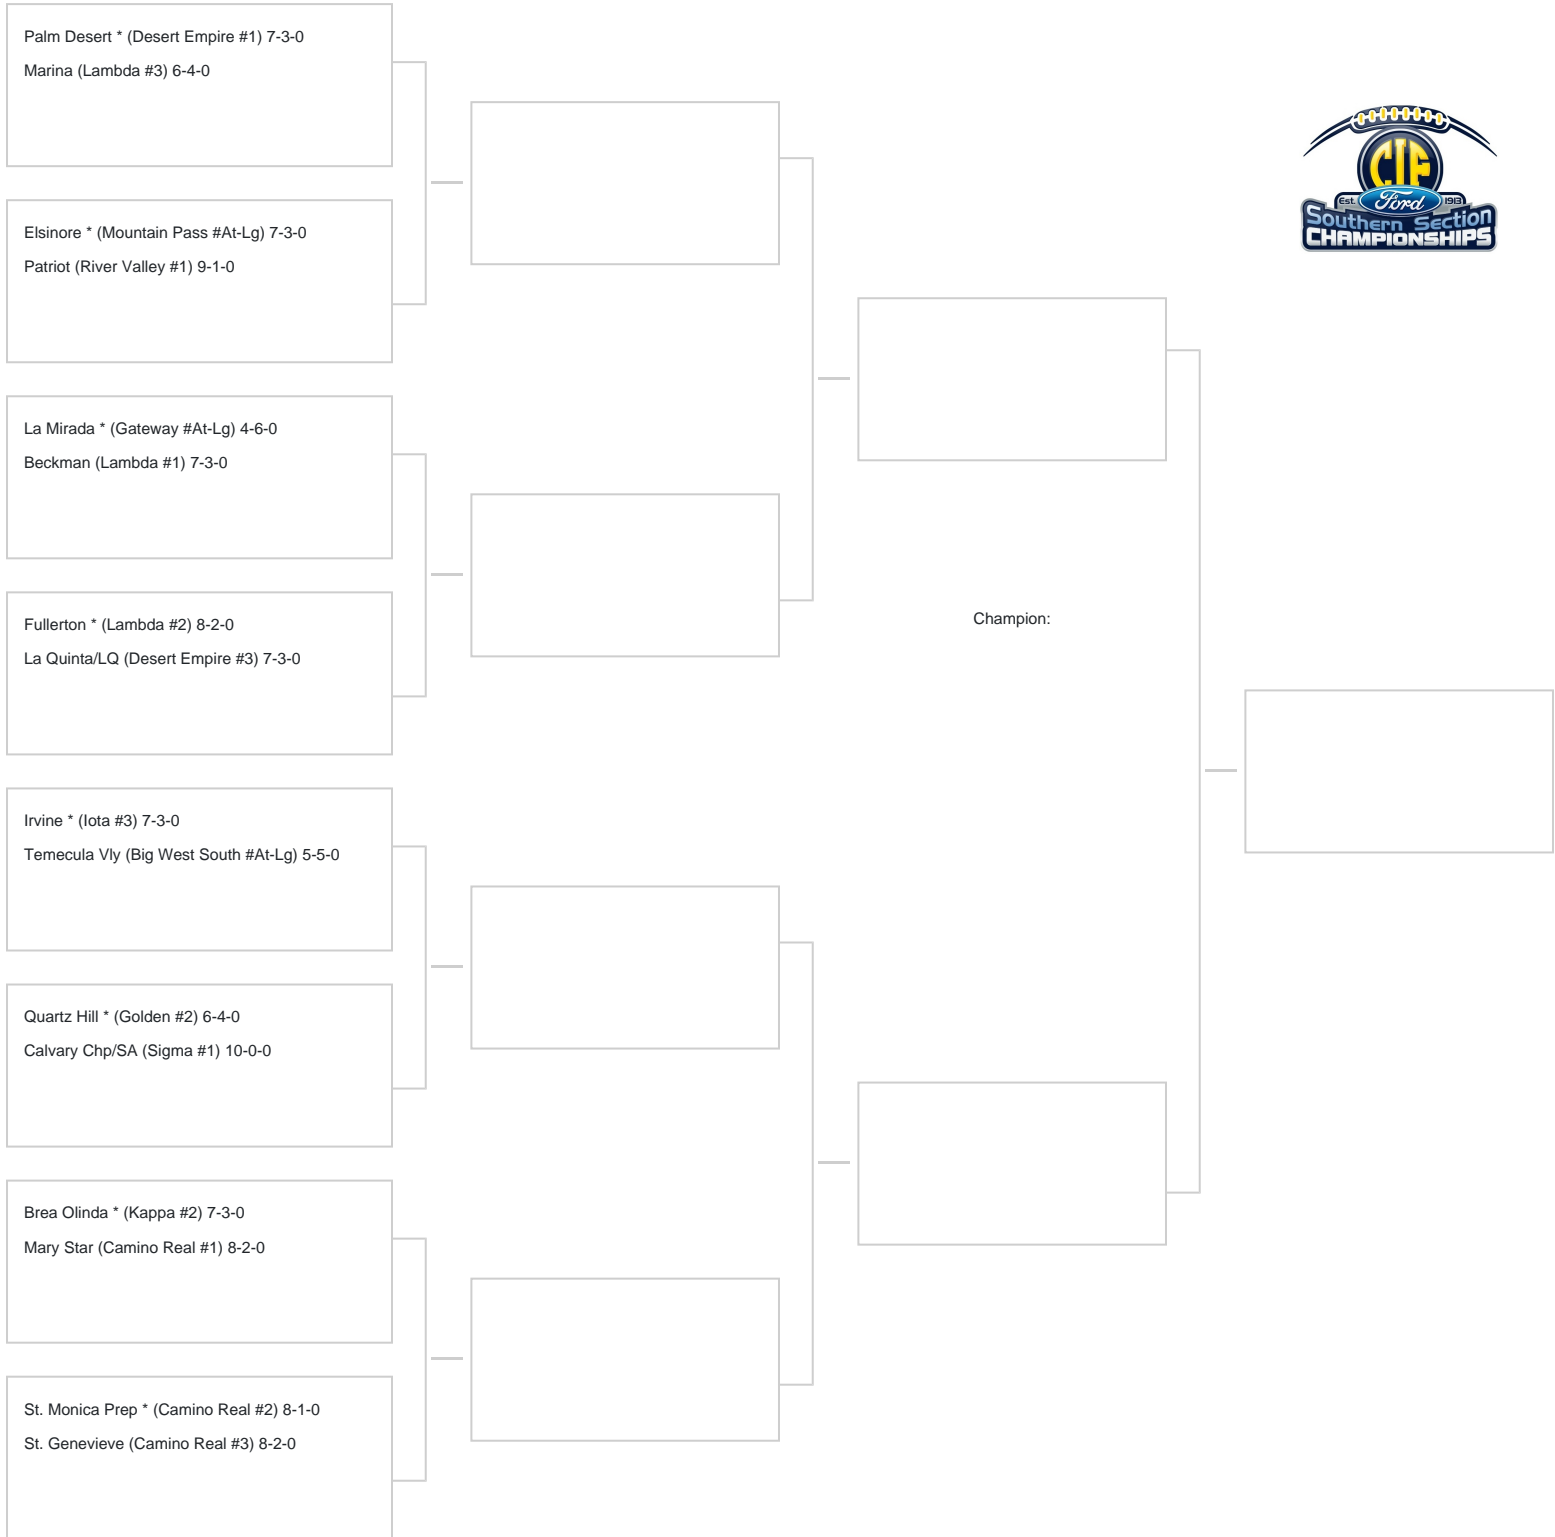 Palm Desert * (Desert Empire #1) 7-3-0
Marina (Lambda #3) 6-4-0
Elsinore * (Mountain Pass #At-Lg) 7-3-0
Patriot (River Valley #1) 9-1-0
La Mirada * (Gateway #At-Lg) 4-6-0
Beckman (Lambda #1) 7-3-0
Fullerton * (Lambda #2) 8-2-0
La Quinta/LQ (Desert Empire #3) 7-3-0
Irvine * (Iota #3) 7-3-0
Temecula Vly (Big West South #At-Lg) 5-5-0
Quartz Hill * (Golden #2) 6-4-0
Calvary Chp/SA (Sigma #1) 10-0-0
Brea Olinda * (Kappa #2) 7-3-0
Mary Star (Camino Real #1) 8-2-0
St. Monica Prep * (Camino Real #2) 8-1-0
St. Genevieve (Camino Real #3) 8-2-0
Champion:
CIF
Est. Ford 1913
Southern Section
CHAMPIONSHIPS